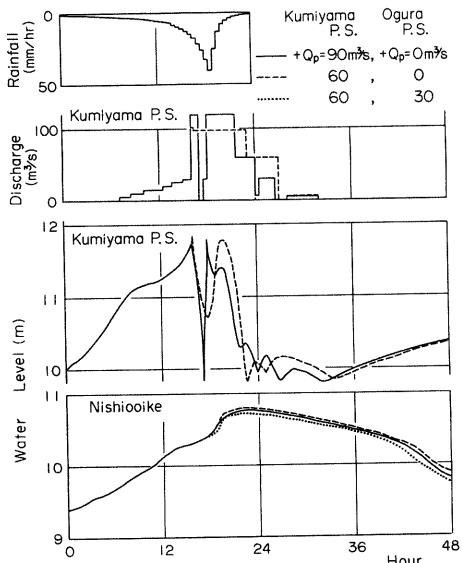 Kumiyama Ogura
P.S. P.S.
+Qp=90m³/s, +Qp=0m³/s
60 , 0
60 , 30
0
50
Rainfall
(mm/hr)
Kumiyama P.S.
100
0
Discharge
(m³/s)
Kumiyama P.S.
12
11
10
Nishiooike
11
10
9
Water Level (m)
0 12 24 36 48
Hour